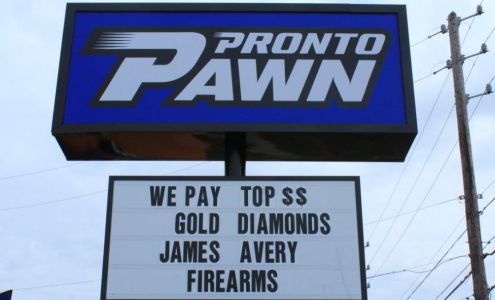 PRONTO
PAWN
WE PAY TOP $$
GOLD DIAMONDS
JAMES AVERY
FIREARMS